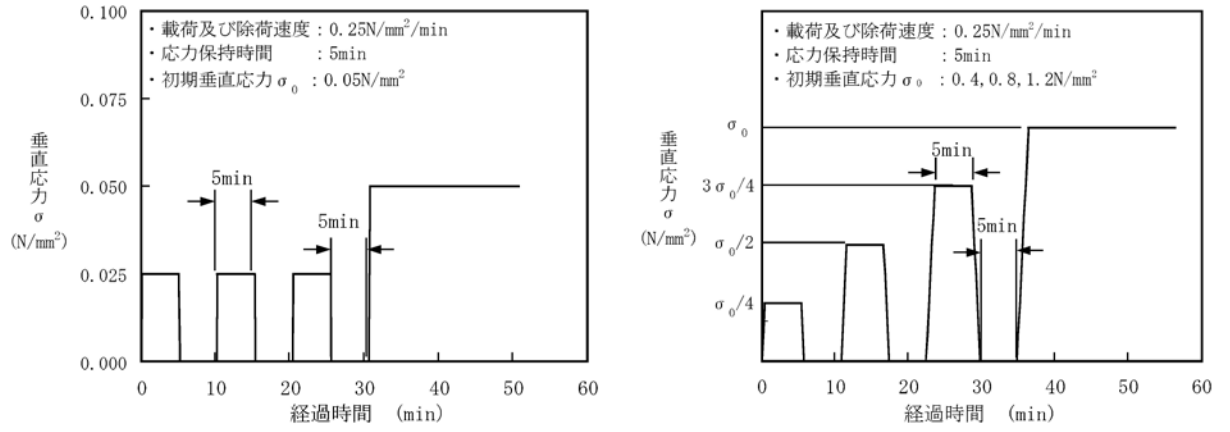 ・載荷及び除荷速度：0.25N/mm²/min
・応力保持時間　　：5min
・初期垂直応力σ₀：0.05N/mm²
0.100
0.075
0.050
0.025
0.000
垂直応力σ
(N/mm²)
5min
5min
0 10 20 30 40 50 60
経過時間　(min)
・載荷及び除荷速度：0.25N/mm²/min
・応力保持時間　　：5min
・初期垂直応力σ₀：0.4,0.8,1.2N/mm²
σ₀
3σ₀/4
σ₀/2
σ₀/4
垂直応力σ
(N/mm²)
5min
5min
0 10 20 30 40 50 60
経過時間　(min)